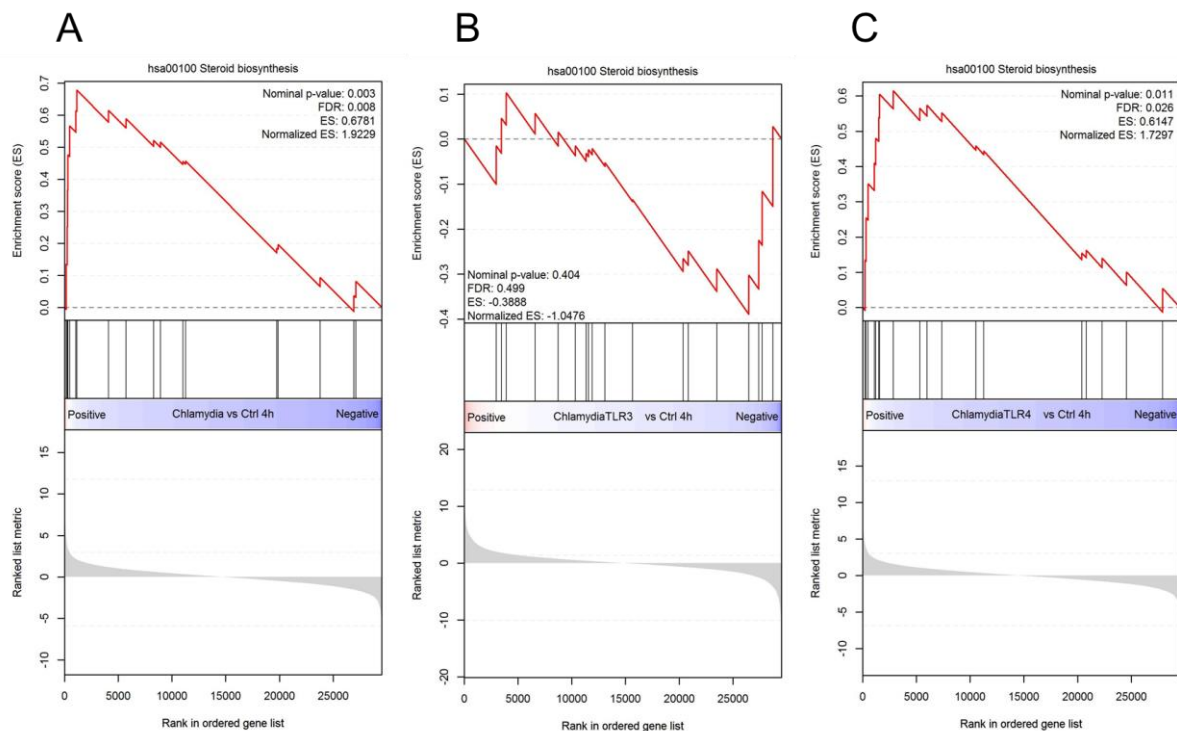 A
hsa00100 Steroid biosynthesis
Nominal p-value: 0.003
FDR: 0.008
ES: 0.6781
Normalized ES: 1.9229
Enrichment score (ES)
0.7
0.6
0.5
0.4
0.3
0.2
0.1
0.0
Positive Chlamydia vs Ctrl 4h Negative
Ranked list metric
15
10
5
0
-5
-10
0 5000 10000 15000 20000 25000
Rank in ordered gene list
B
hsa00100 Steroid biosynthesis
Enrichment score (ES)
0.1
0.0
-0.1
-0.2
-0.3
-0.4
Nominal p-value: 0.404
FDR: 0.499
ES: -0.3888
Normalized ES: -1.0476
Positive ChlamydiaTLR3 vs Ctrl 4h Negative
Ranked list metric
20
10
0
-10
-20
0 5000 10000 15000 20000 25000
Rank in ordered gene list
C
hsa00100 Steroid biosynthesis
Nominal p-value: 0.011
FDR: 0.026
ES: 0.6147
Normalized ES: 1.7297
Enrichment score (ES)
0.6
0.5
0.4
0.3
0.2
0.1
0.0
Positive ChlamydiaTLR4 vs Ctrl 4h Negative
Ranked list metric
15
10
5
0
-5
-10
0 5000 10000 15000 20000 25000
Rank in ordered gene list